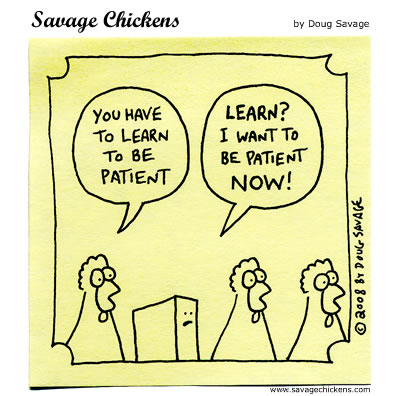 Savage Chickens
by Doug Savage
YOU HAVE
TO LEARN
TO BE
PATIENT
LEARN?
I WANT TO
BE PATIENT
NOW!
© 2008 BY DOUG SAVAGE
www.savagechickens.com